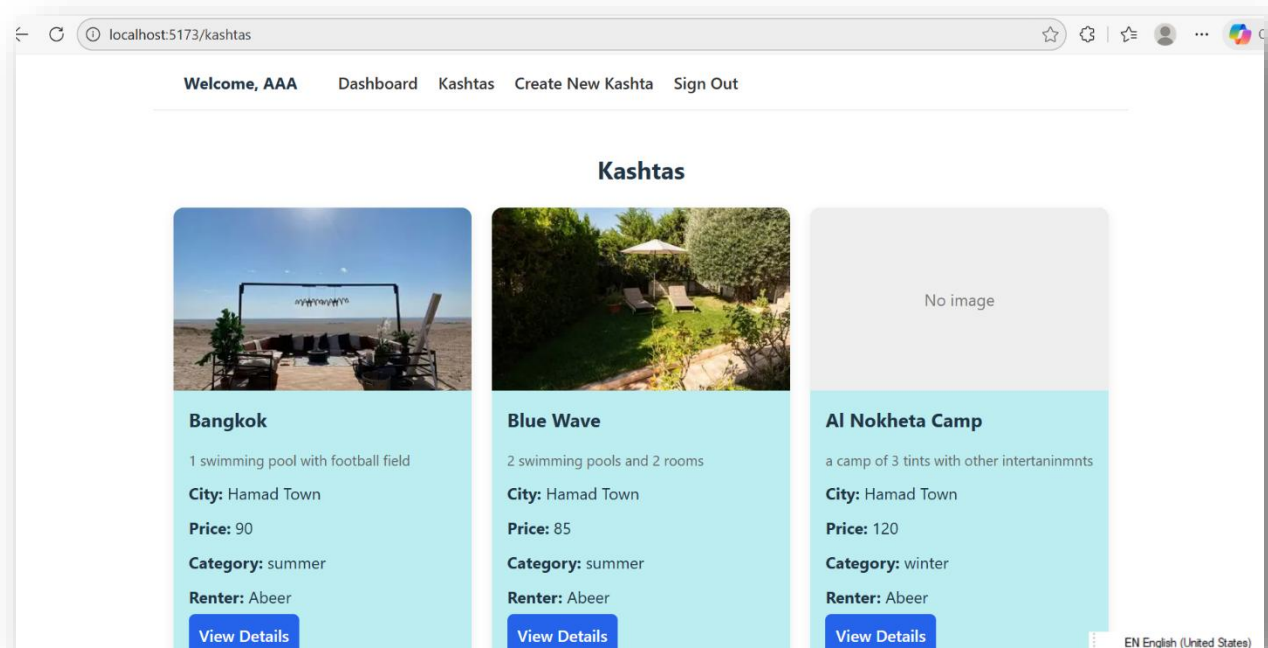 localhost:5173/kashtas
Welcome, AAA Dashboard Kashtas Create New Kashta Sign Out
Kashtas
No image
Bangkok
1 swimming pool with football field
City: Hamad Town
Price: 90
Category: summer
Renter: Abeer
View Details
Blue Wave
2 swimming pools and 2 rooms
City: Hamad Town
Price: 85
Category: summer
Renter: Abeer
View Details
Al Nokheta Camp
a camp of 3 tints with other intertaninmnts
City: Hamad Town
Price: 120
Category: winter
Renter: Abeer
View Details
EN English (United States)